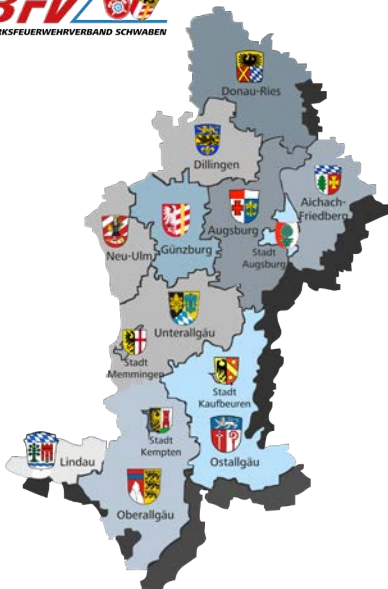 BFV
RKSFEUERWEHRVERBAND SCHWABEN
Donau-Ries
Dillingen
Aichach-
Friedberg
Augsburg
Stadt
Augsburg
Günzburg
Neu-Ulm
Unterallgäu
Stadt
Memmingen
Stadt
Kaufbeuren
Stadt
Kempten
Ostallgäu
Lindau
Oberallgäu